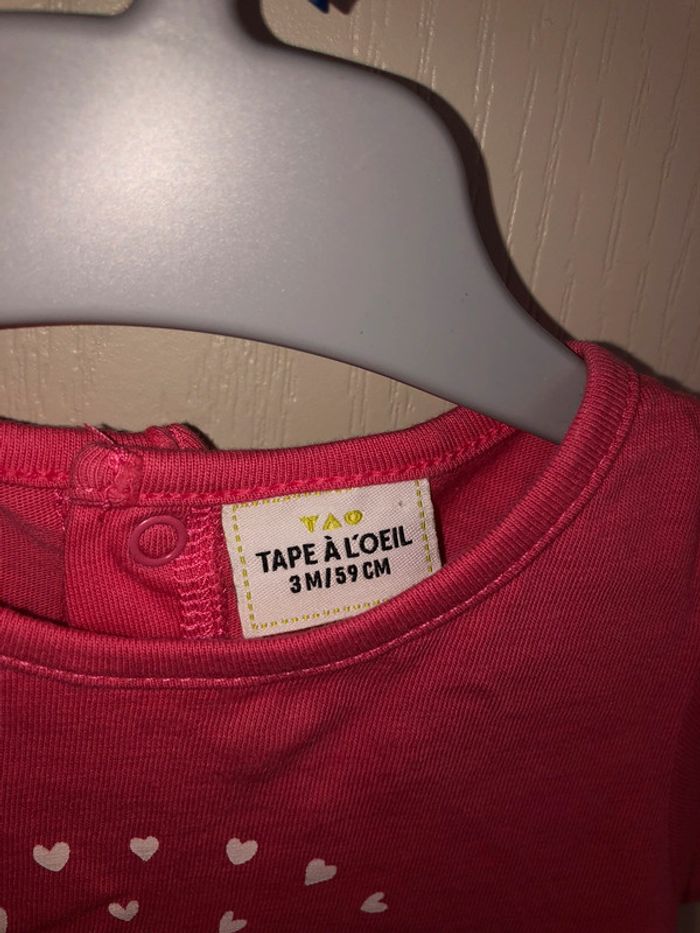 TAO
TAPE À L'OEIL
3 M/59 CM